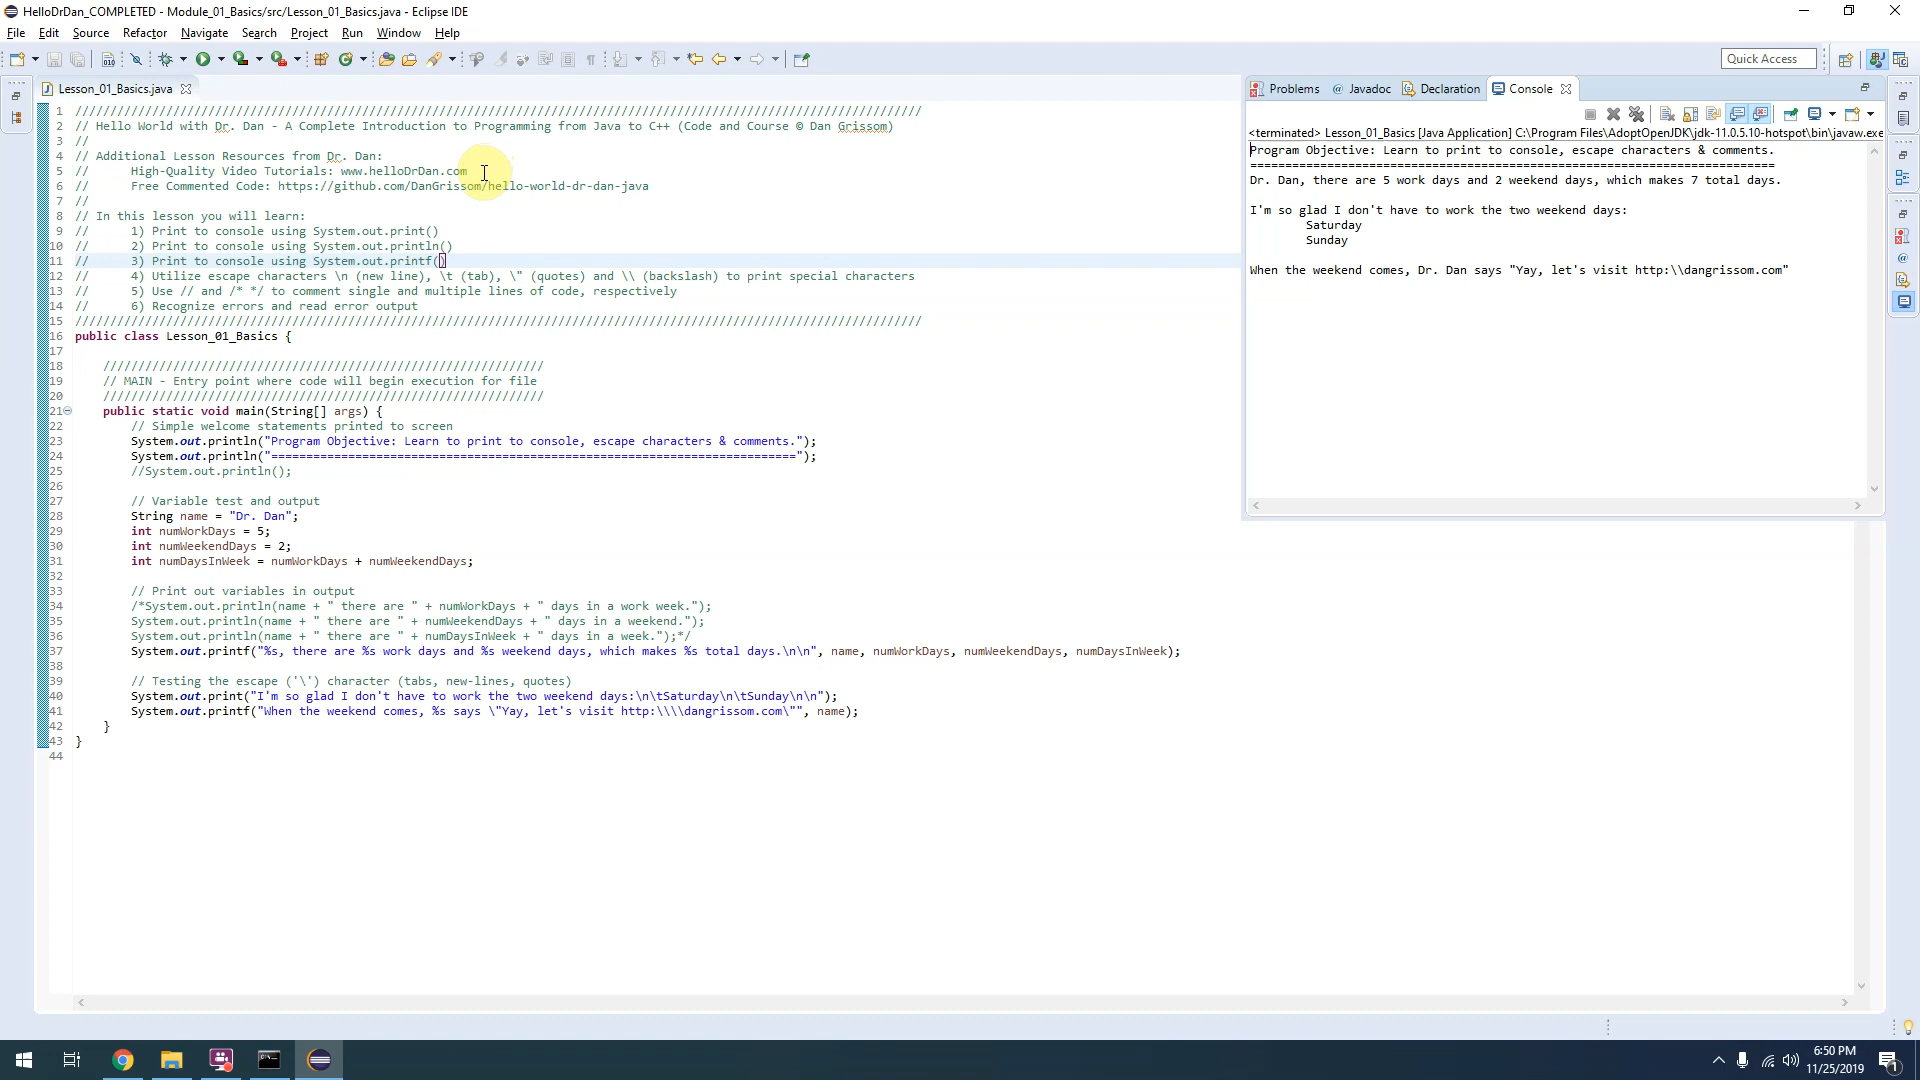 HelloDrDan_COMPLETED - Module_01_Basics/src/Lesson_01_Basics.java - Eclipse IDE
File Edit Source Refactor Navigate Search Project Run Window Help
Quick Access
Lesson_01_Basics.java
1 /////////////////////////////////////////////////////////////////////////////////////////////////////////////////////////
2 // Hello World with Dr. Dan - A Complete Introduction to Programming from Java to C++ (Code and Course © Dan Grissom)
3 //
4 // Additional Lesson Resources from Dr. Dan:
5 //      High-Quality Video Tutorials: www.helloDrDan.com
6 //      Free Commented Code: https://github.com/DanGrissom/hello-world-dr-dan-java
7 //
8 // In this lesson you will learn:
9 //      1) Print to console using System.out.print()
10 //      2) Print to console using System.out.println()
11 //      3) Print to console using System.out.printf()
12 //      4) Utilize escape characters \n (new line), \t (tab), \" (quotes) and \\ (backslash) to print special characters
13 //      5) Use // and /* */ to comment single and multiple lines of code, respectively
14 //      6) Recognize errors and read error output
15 /////////////////////////////////////////////////////////////////////////////////////////////////////////////////////////
16 public class Lesson_01_Basics {
17
18     ///////////////////////////////////////////////////////////////
19     // MAIN - Entry point where code will begin execution for file
20     ///////////////////////////////////////////////////////////////
21     public static void main(String[] args) {
22         // Simple welcome statements printed to screen
23         System.out.println("Program Objective: Learn to print to console, escape characters & comments.");
24         System.out.println("===========================================================================");
25         //System.out.println();
26
27         // Variable test and output
28         String name = "Dr. Dan";
29         int numWorkDays = 5;
30         int numWeekendDays = 2;
31         int numDaysInWeek = numWorkDays + numWeekendDays;
32
33         // Print out variables in output
34         /*System.out.println(name + " there are " + numWorkDays + " days in a work week.");
35         System.out.println(name + " there are " + numWeekendDays + " days in a weekend.");
36         System.out.println(name + " there are " + numDaysInWeek + " days in a week.");*/
37         System.out.printf("%s, there are %s work days and %s weekend days, which makes %s total days.\n\n", name, numWorkDays, numWeekendDays, numDaysInWeek);
38
39         // Testing the escape ('\') character (tabs, new-lines, quotes)
40         System.out.print("I'm so glad I don't have to work the two weekend days:\n\tSaturday\n\tSunday\n\n");
41         System.out.printf("When the weekend comes, %s says \"Yay, let's visit http:\\\\dangrissom.com\"", name);
42     }
43 }
44
Problems Javadoc Declaration Console
<terminated> Lesson_01_Basics [Java Application] C:\Program Files\AdoptOpenJDK\jdk-11.0.5.10-hotspot\bin\javaw.exe
Program Objective: Learn to print to console, escape characters & comments.
===========================================================================
Dr. Dan, there are 5 work days and 2 weekend days, which makes 7 total days.
I'm so glad I don't have to work the two weekend days:
Saturday
Sunday
When the weekend comes, Dr. Dan says "Yay, let's visit http:\\dangrissom.com"
6:50 PM
11/25/2019
1